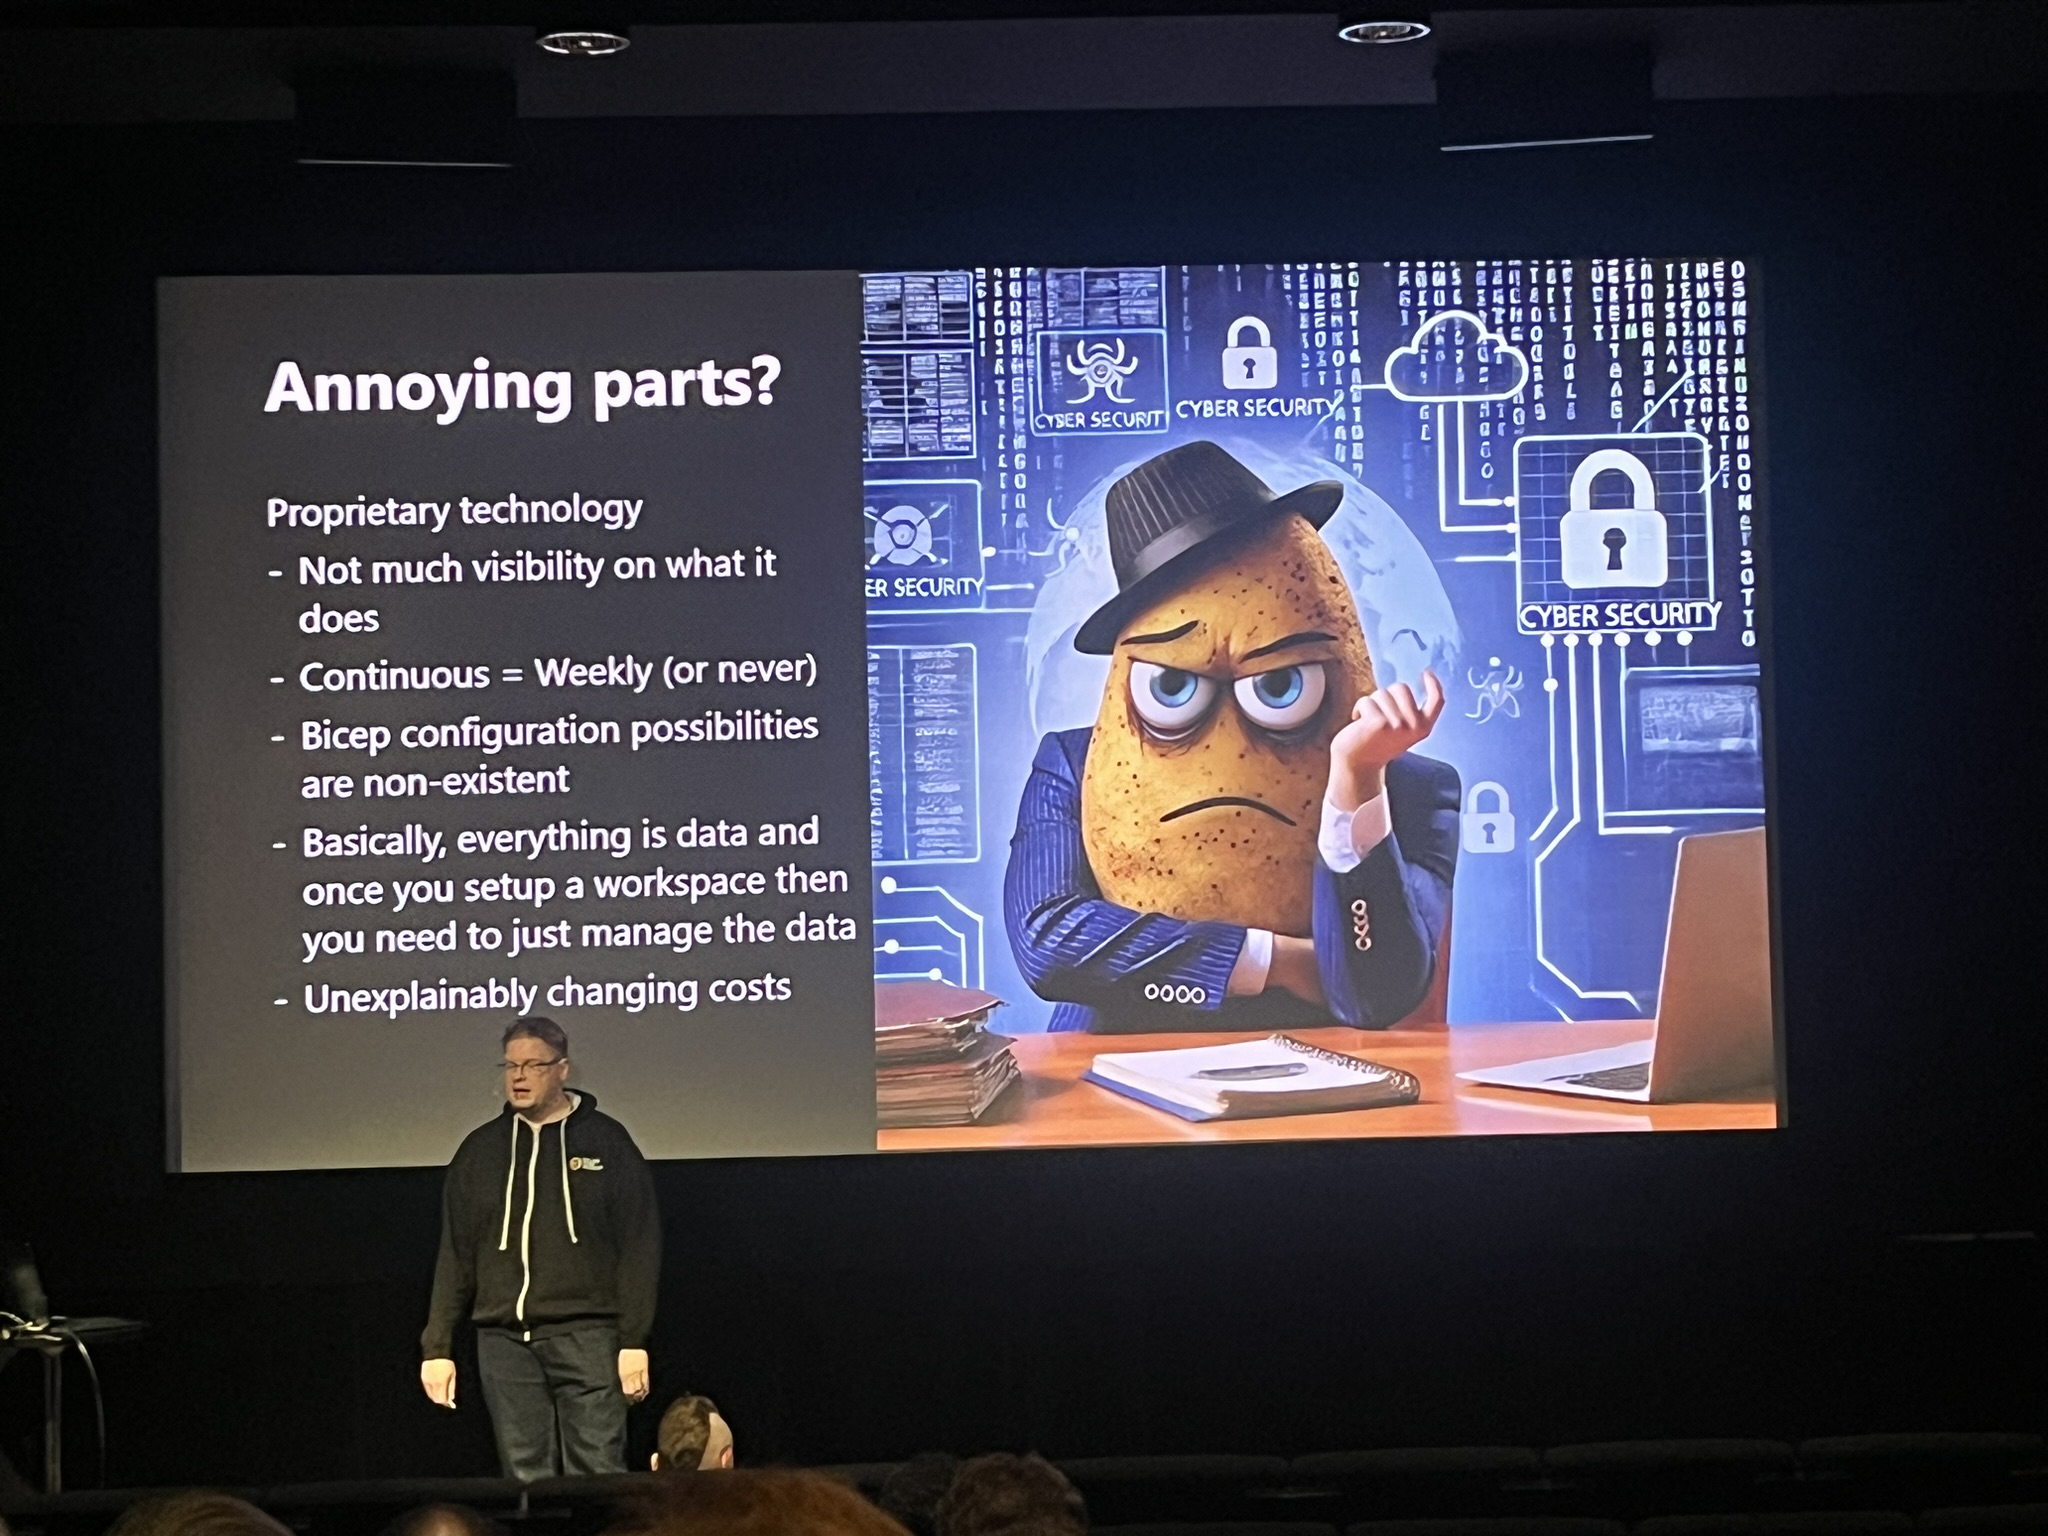 Annoying parts?
Proprietary technology
- Not much visibility on what it
does
- Continuous = Weekly (or never)
- Bicep configuration possibilities
are non-existent
- Basically, everything is data and
once you setup a workspace then
you need to just manage the data
- Unexplainably changing costs
CYBER SECURIT
CYBER SECURITY
ER SECURITY
CYBER SECURITY